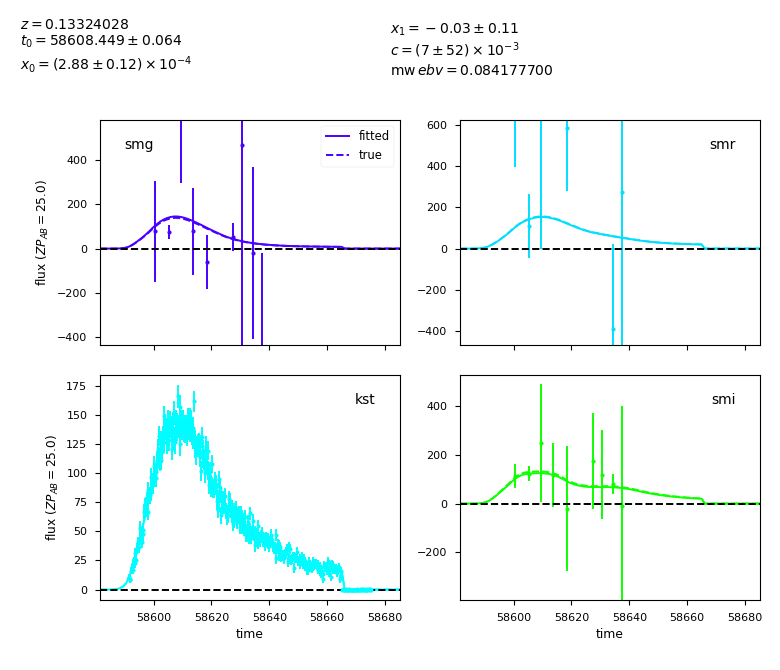 z = 0.13324028
t₀ = 58608.449 ± 0.064
x₀ = (2.88 ± 0.12) × 10⁻⁴
x₁ = − 0.03 ± 0.11
c = (7 ± 52) × 10⁻³
mw ebv = 0.084177700
smg
fitted
true
400
200
0
−200
−400
flux (ZP_AB = 25.0)
smr
600
400
200
0
−200
−400
kst
175
150
125
100
75
50
25
0
flux (ZP_AB = 25.0)
58600 58620 58640 58660 58680
time
smi
400
200
0
−200
58600 58620 58640 58660 58680
time